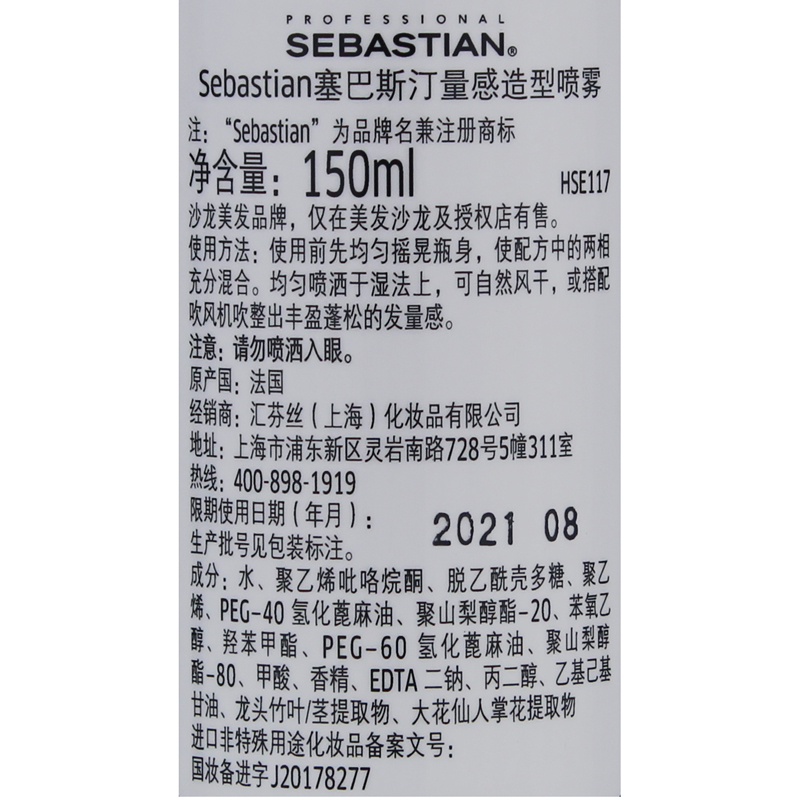 PROFESSIONAL
SEBASTIAN®
Sebastian塞巴斯汀量感造型喷雾
注：“Sebastian”为品牌名兼注册商标
净含量：150ml
HSE117
沙龙美发品牌，仅在美发沙龙及授权店有售。
使用方法：使用前先均匀摇晃瓶身，使配方中的两相
充分混合。均匀喷洒于湿法上，可自然风干，或搭配
吹风机吹整出丰盈蓬松的发量感。
注意：请勿喷洒入眼。
原产国：法国
经销商：汇芬丝（上海）化妆品有限公司
地址：上海市浦东新区灵岩南路728号5幢311室
热线：400-898-1919
限期使用日期（年月）：
2021 08
生产批号见包装标注。
成分：水、聚乙烯吡咯烷酮、脱乙酰壳多糖、聚乙
烯、PEG-40 氢化蓖麻油、聚山梨醇酯-20、苯氧乙
醇、羟苯甲酯、PEG-60 氢化蓖麻油、聚山梨醇
酯-80、甲酸、香精、EDTA 二钠、丙二醇、乙基己基
甘油、龙头竹叶/茎提取物、大花仙人掌花提取物
进口非特殊用途化妆品备案文号：
国妆备进字J20178277